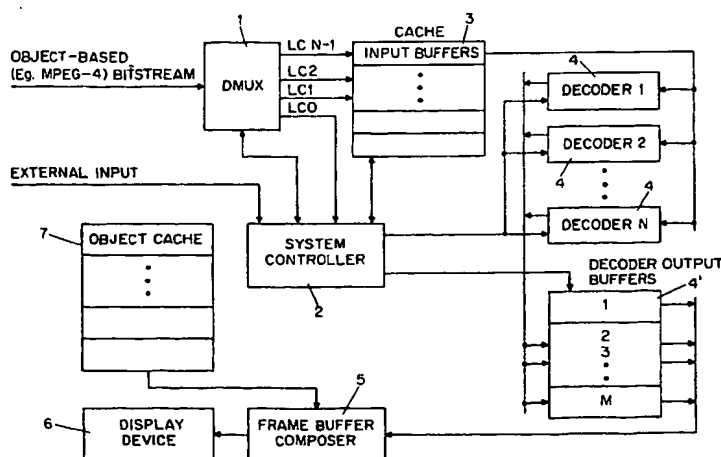 1
CACHE
3
OBJECT-BASED
(Eg. MPEG-4) BITSTREAM
DMUX
LC N-1
LC2
LC1
LC0
INPUT BUFFERS
4
DECODER 1
DECODER 2
4
4
DECODER N
EXTERNAL INPUT
7
OBJECT CACHE
SYSTEM
CONTROLLER
2
DECODER OUTPUT
BUFFERS
4'
1
2
3
M
5
6
DISPLAY
DEVICE
FRAME BUFFER
COMPOSER